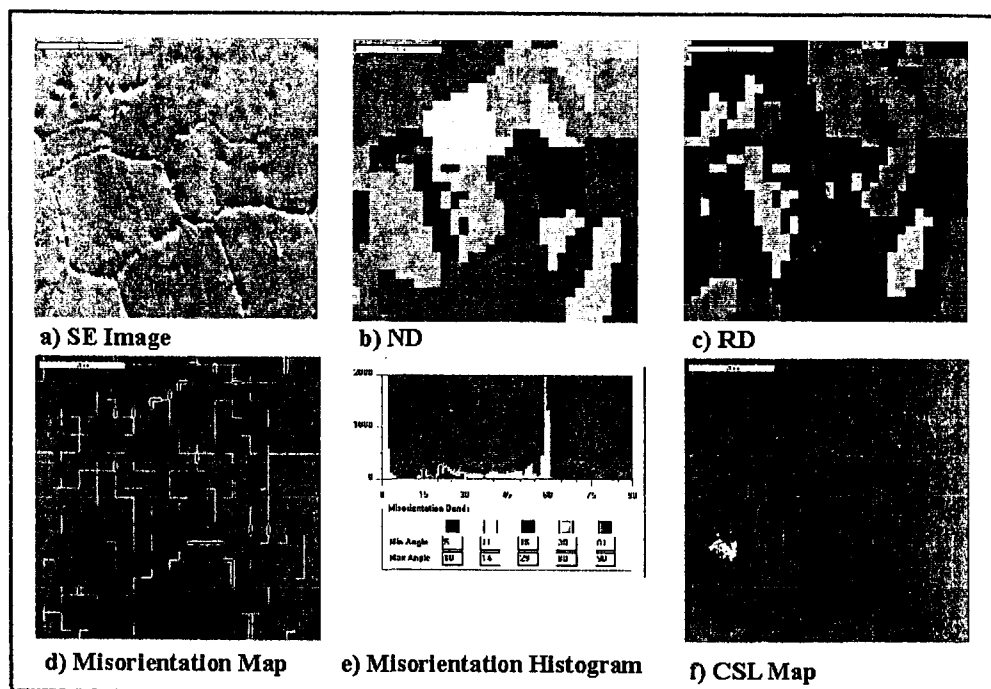 a) SE Image
b) ND
c) RD
2000
1000
0
0 15 30 45 60 75 90
Misorientation Bands
Min Angle
Max Angle
d) Misorientation Map
e) Misorientation Histogram
f) CSL Map